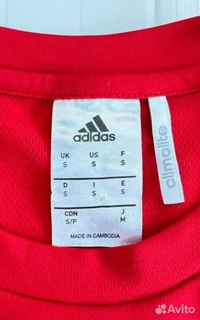 adidas
UK US F
S S S
D I E
S S S
CDN J
S/P M
MADE IN CAMBODIA
climalite
Avito